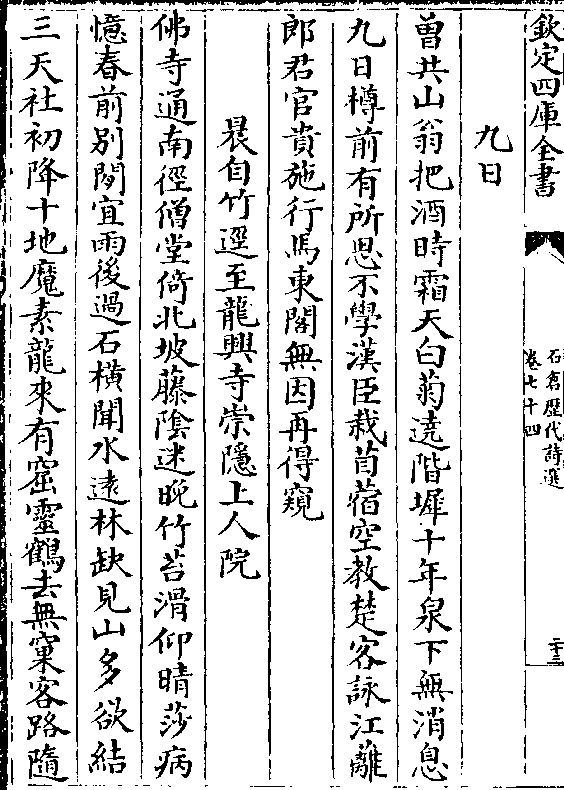 欽定四庫全書
石倉歴代詩選
卷七十四
二十三
九日
曽共山翁把酒時霜天白菊遶階墀十年泉下無消息
九日樽前有所思不學漢臣栽苜蓿空教楚客詠江蘺
郎君官貴施行馬東閣無因再得窺
晨自竹逕至龍興寺崇隱上人院
佛寺通南徑僧堂倚北坡藤陰迷晚竹苔滑仰晴莎病
憶春前别閑宜雨後過石横聞水遠林缺見山多欲結
三天社初降十地魔素龍來有窟靈鶴去無窠客路隨